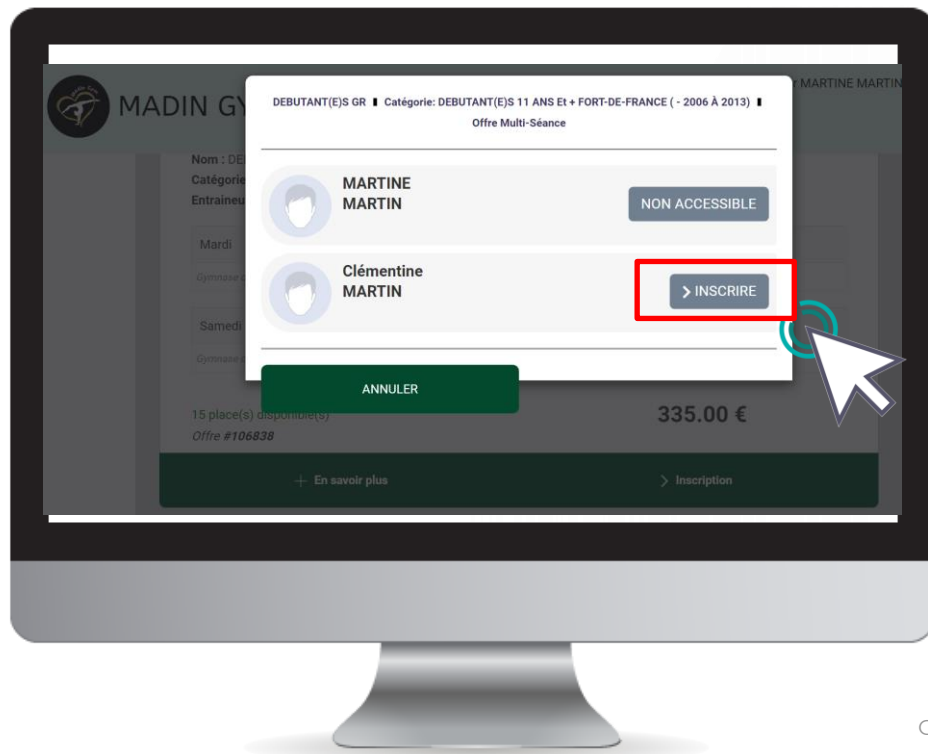 MADIN GY
MARTINE MARTIN
DEBUTANT(E)S GR ▮ Catégorie: DEBUTANT(E)S 11 ANS Et + FORT-DE-FRANCE ( - 2006 À 2013) ▮
Offre Multi-Séance
Nom : DE
Catégorie
Entraineu
MARTINE
MARTIN
NON ACCESSIBLE
Mardi
Gymnase
Clémentine
MARTIN
> INSCRIRE
Samedi
Gymnase
ANNULER
15 place(s) disponible(s)
335.00 €
Offre #106838
+ En savoir plus
> Inscription